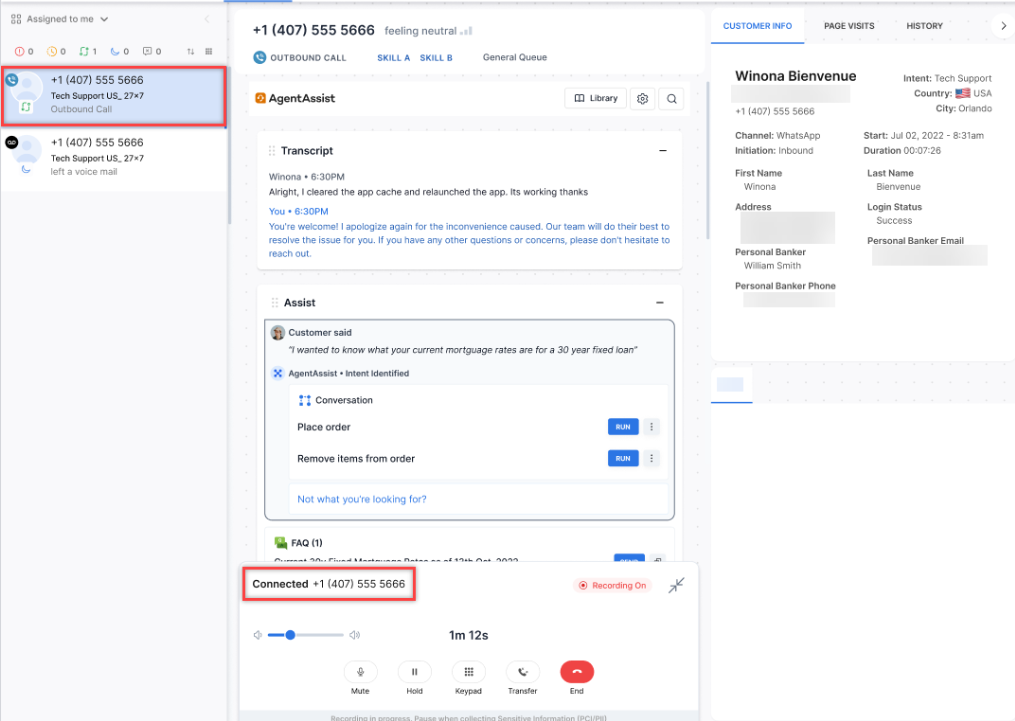 Assigned to me
0
0
1
0
0
+1 (407) 555 5666
Tech Support US_ 27x7
Outbound Call
+1 (407) 555 5666
Tech Support US_ 27x7
left a voice mail
+1 (407) 555 5666 feeling neutral
OUTBOUND CALL SKILL A SKILL B General Queue
AgentAssist
Library
Transcript
Winona • 6:30PM
Alright, I cleared the app cache and relaunched the app. Its working thanks
You • 6:30PM
You're welcome! I apologize again for the inconvenience caused. Our team will do their best to
resolve the issue for you. If you have any other questions or concerns, please don't hesitate to
reach out.
Assist
Customer said
"I wanted to know what your current mortguage rates are for a 30 year fixed loan"
AgentAssist • Intent Identified
Conversation
Place order RUN
Remove items from order RUN
Not what you're looking for?
FAQ (1)
Current 30y Fixed Mortguage Rates as of 13th Oct, 2022
Connected +1 (407) 555 5666
Recording On
1m 12s
Mute
Hold
Keypad
Transfer
End
Recording in progress. Pause when collecting Sensitive Information (PCI/PII)
CUSTOMER INFO PAGE VISITS HISTORY
Winona Bienvenue
+1 (407) 555 5666
Intent: Tech Support
Country: USA
City: Orlando
Channel: WhatsApp
Initiation: Inbound
Start: Jul 02, 2022 - 8:31am
Duration 00:07:26
First Name
Winona
Last Name
Bienvenue
Address
Login Status
Success
Personal Banker
William Smith
Personal Banker Email
Personal Banker Phone